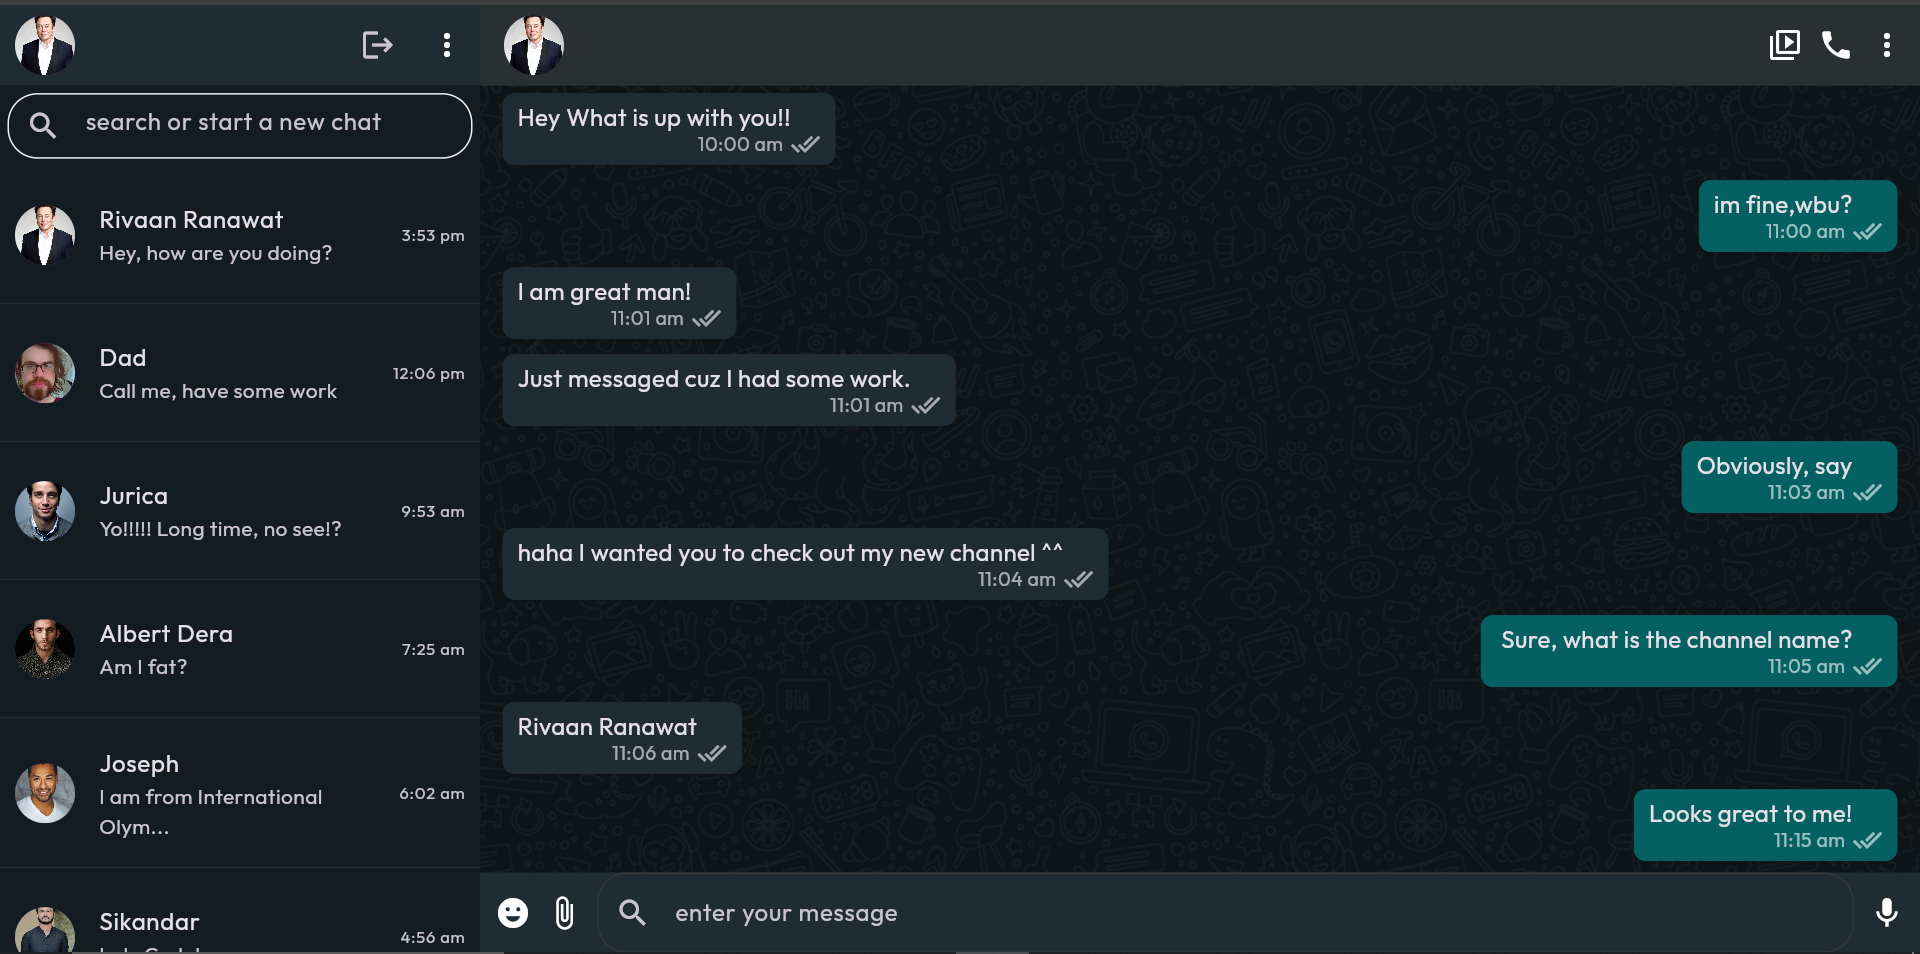 search or start a new chat
Rivaan Ranawat
3:53 pm
Hey, how are you doing?
Dad
12:06 pm
Call me, have some work
Jurica
9:53 am
Yo!!!!! Long time, no see!?
Albert Dera
7:25 am
Am I fat?
Joseph
6:02 am
I am from International
Olym...
Sikandar
4:56 am
Hey What is up with you!!
10:00 am
im fine,wbu?
11:00 am
I am great man!
11:01 am
Just messaged cuz I had some work.
11:01 am
Obviously, say
11:03 am
haha I wanted you to check out my new channel ^^
11:04 am
Sure, what is the channel name?
11:05 am
Rivaan Ranawat
11:06 am
Looks great to me!
11:15 am
enter your message